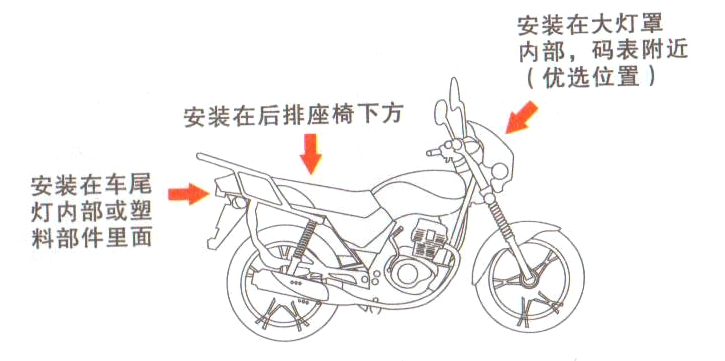 安装在大灯罩
内部，码表附近
（优选位置）
安装在后排座椅下方
安装在车尾
灯内部或塑
料部件里面